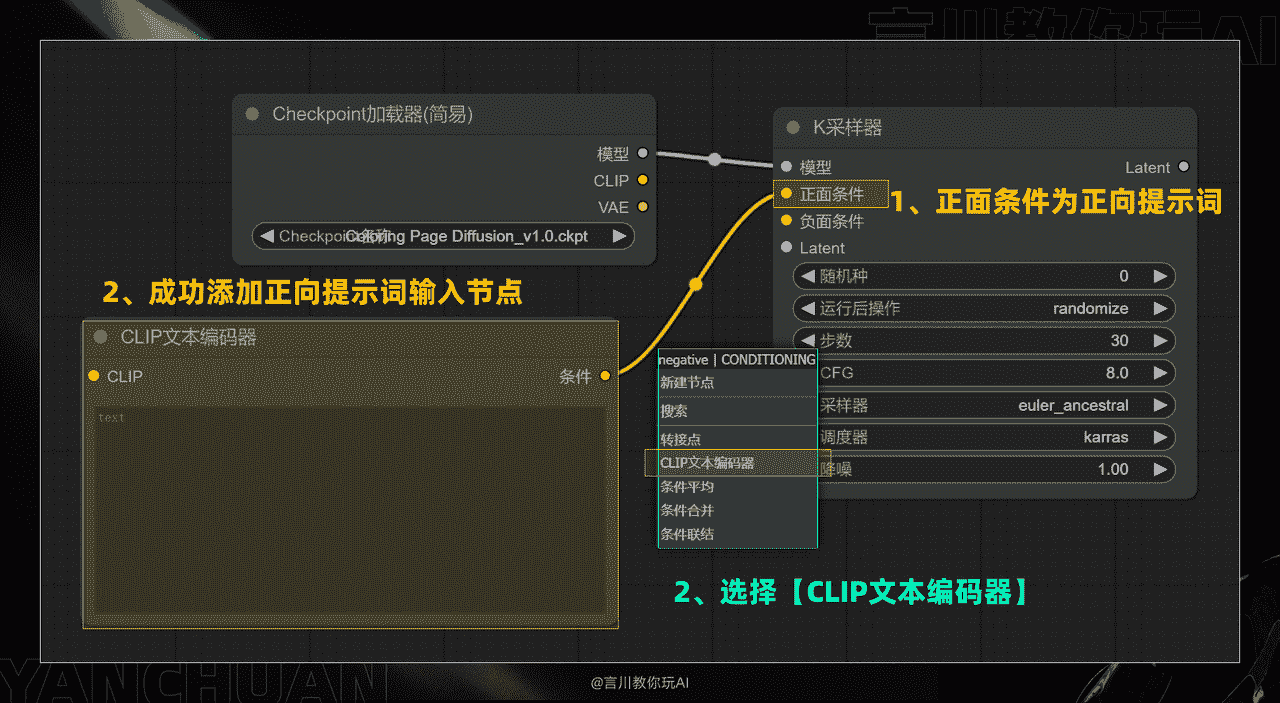 言川教你玩AI
Checkpoint加载器(简易)
模型
CLIP
VAE
Coloring Page Diffusion_v1.0.ckpt
K采样器
模型
Latent
正面条件
1、正面条件为正向提示词
负面条件
Latent
随机种 0
运行后操作 randomize
步数 30
CFG 8.0
采样器 euler_ancestral
调度器 karras
降噪 1.00
2、成功添加正向提示词输入节点
CLIP文本编码器
CLIP
条件
text
negative | CONDITIONING
新建节点
搜索
转接点
CLIP文本编码器
条件平均
条件合并
条件联结
2、选择【CLIP文本编码器】
YANCHUAN
@言川教你玩AI